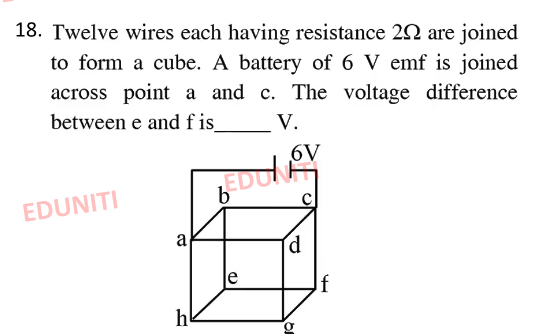 18. Twelve wires each having resistance 2Ω are joined
to form a cube. A battery of 6 V emf is joined
across point a and c. The voltage difference
between e and f is_____ V.
6V
EDUNITI
EDUNITI
b
c
a
d
e
f
h
g